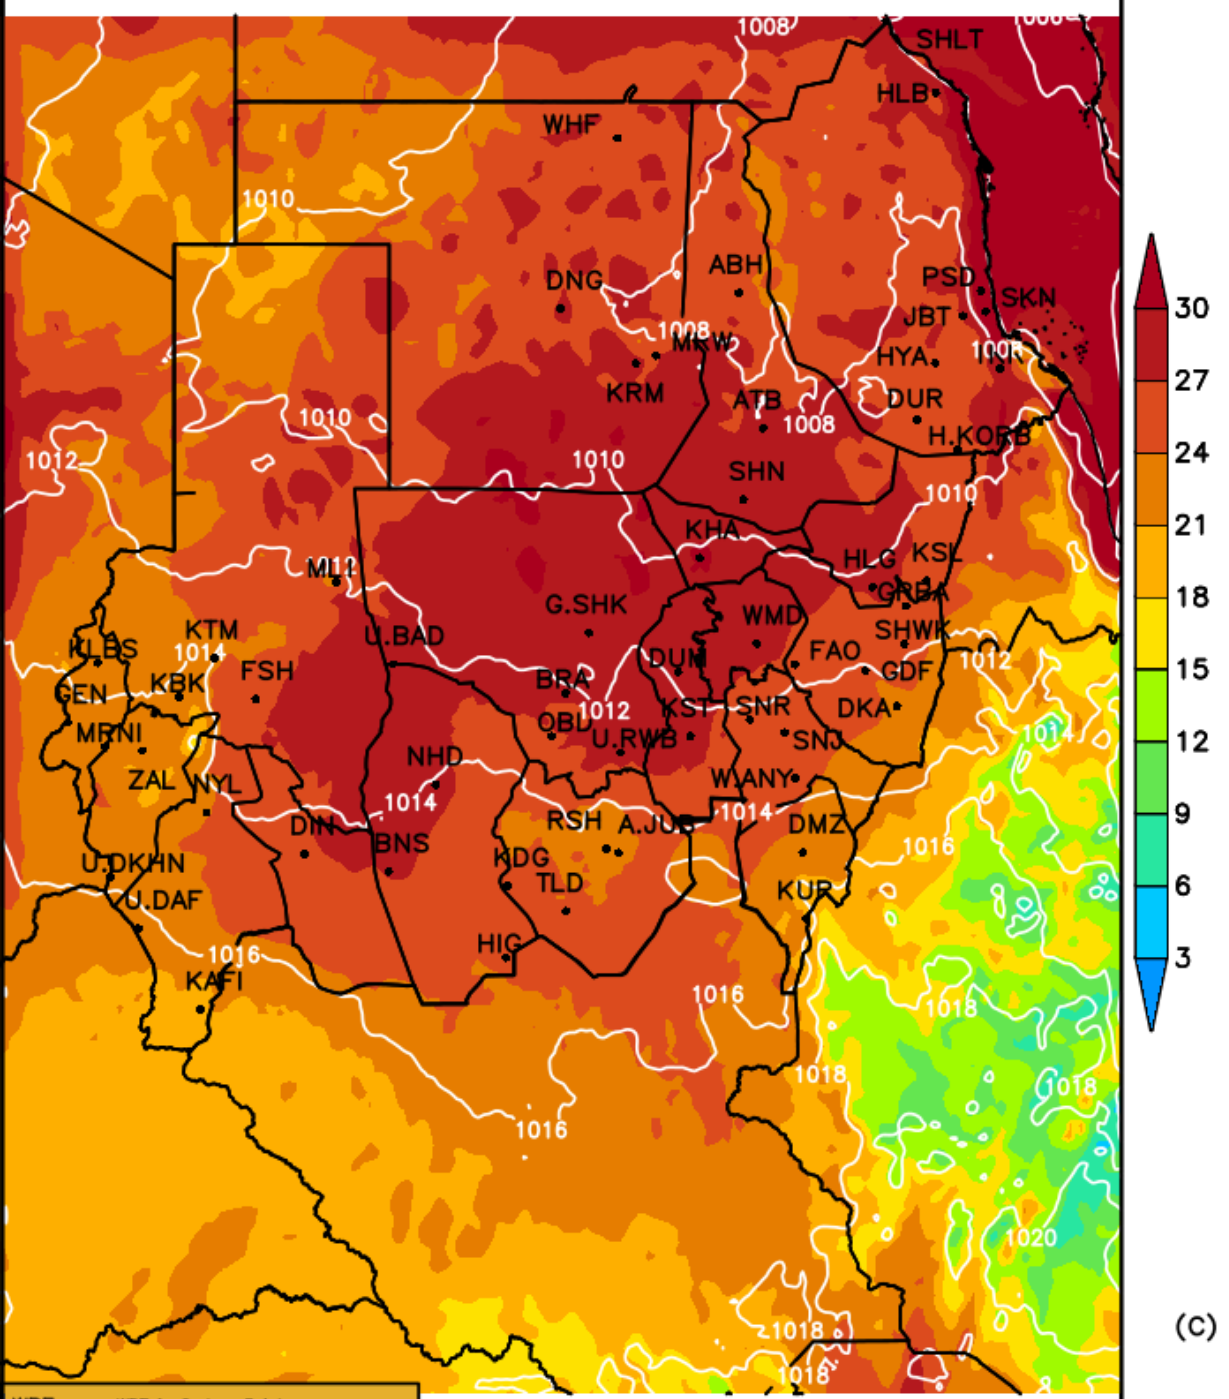 1008
006
SHLT
HLB
WHF
1010
ABH
DNG
PSD
SKN
JBT
1008
HYA
1008
KRM
ATB
DUR
1010
1008
H.KORB
1012
1010
SHN
1010
KHA
HLG
KSL
GRBA
G.SHK
WMD
KTM
U.BAD
SHWK
KLBS
1014
FAO
DUM
1012
FSH
GDF
KBK
BRA
GEN
1012
KST
SNR
DKA
OBD
MRNI
U.RWB
SNJ
1014
NHD
ZAL
NYL
W.ANY
1014
1014
DIN
RSH
A.JUB
DMZ
BNS
1016
KDG
U.DKHN
TLD
KUR
U.DAF
HIG
1016
KAFI
1016
1018
1018
1018
1016
1020
1018
1018
30
27
24
21
18
15
12
9
6
3
(C)